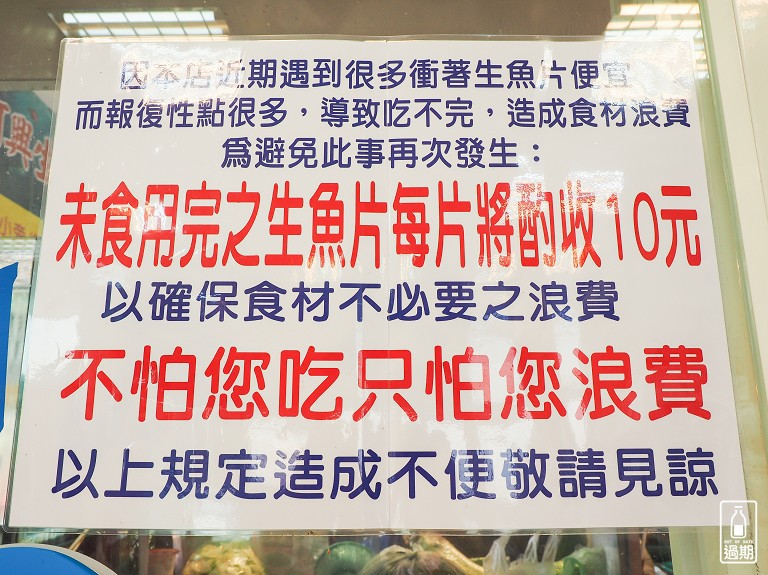 因本店近期遇到很多衝著生魚片便宜
而報復性點很多，導致吃不完，造成食材浪費
為避免此事再次發生：
未食用完之生魚片每片將酌收10元
以確保食材不必要之浪費
不怕您吃只怕您浪費
以上規定造成不便敬請見諒
OUT OF DATE
過期